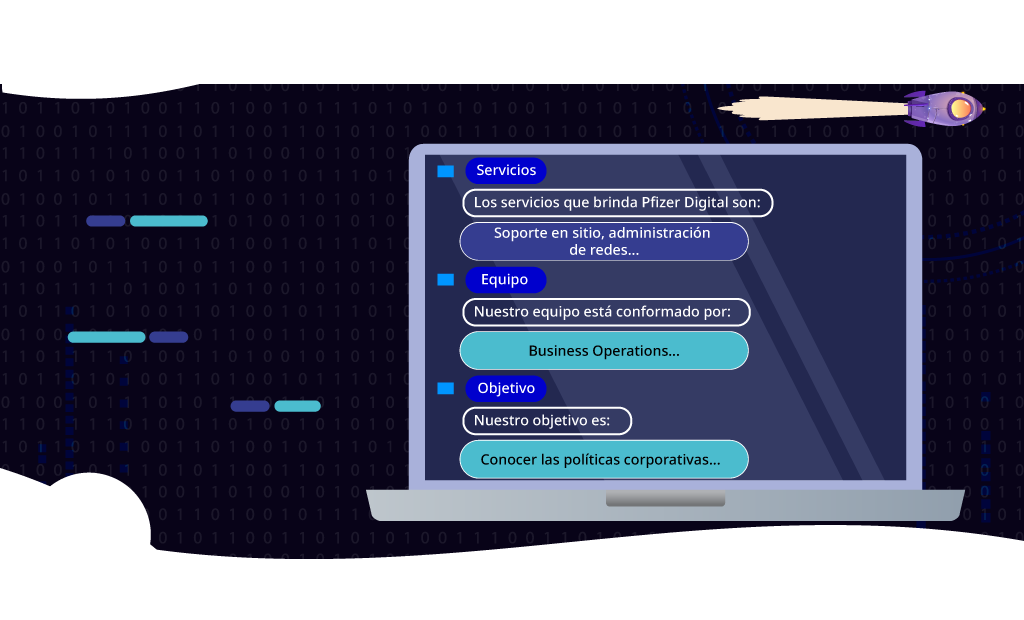 Servicios
Los servicios que brinda Pfizer Digital son:
Soporte en sitio, administración
de redes...
Equipo
Nuestro equipo está conformado por:
Business Operations...
Objetivo
Nuestro objetivo es:
Conocer las políticas corporativas...